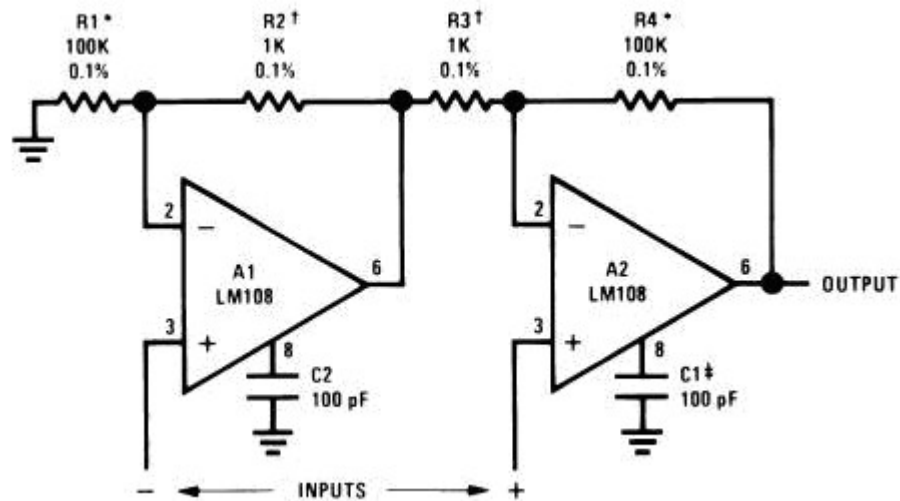 R1 * R2 † R3 † R4 *
100K 1K 1K 100K
0.1% 0.1% 0.1% 0.1%
2 − 2 −
A1 6 A2 6 OUTPUT
LM108 LM108
3 + 3 +
8 8
C2 C1‡
100 pF 100 pF
− INPUTS +